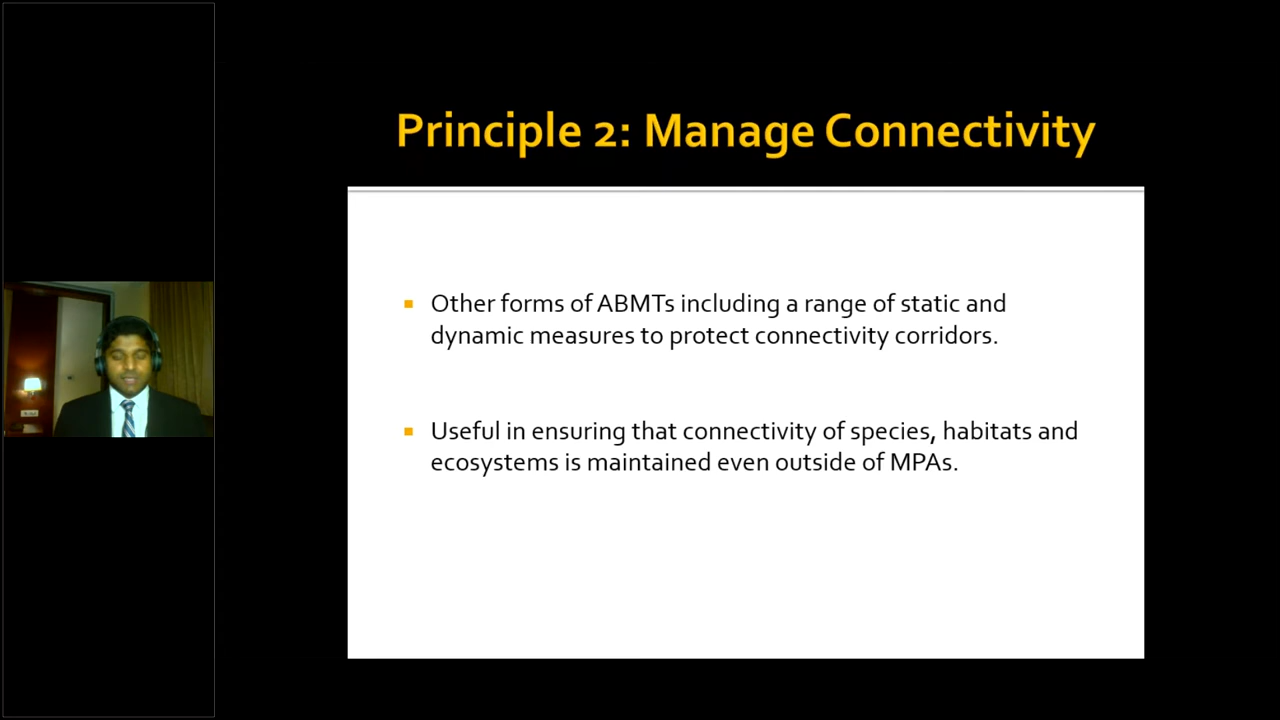 Principle 2: Manage Connectivity
Other forms of ABMTs including a range of static and
dynamic measures to protect connectivity corridors.
Useful in ensuring that connectivity of species, habitats and
ecosystems is maintained even outside of MPAs.